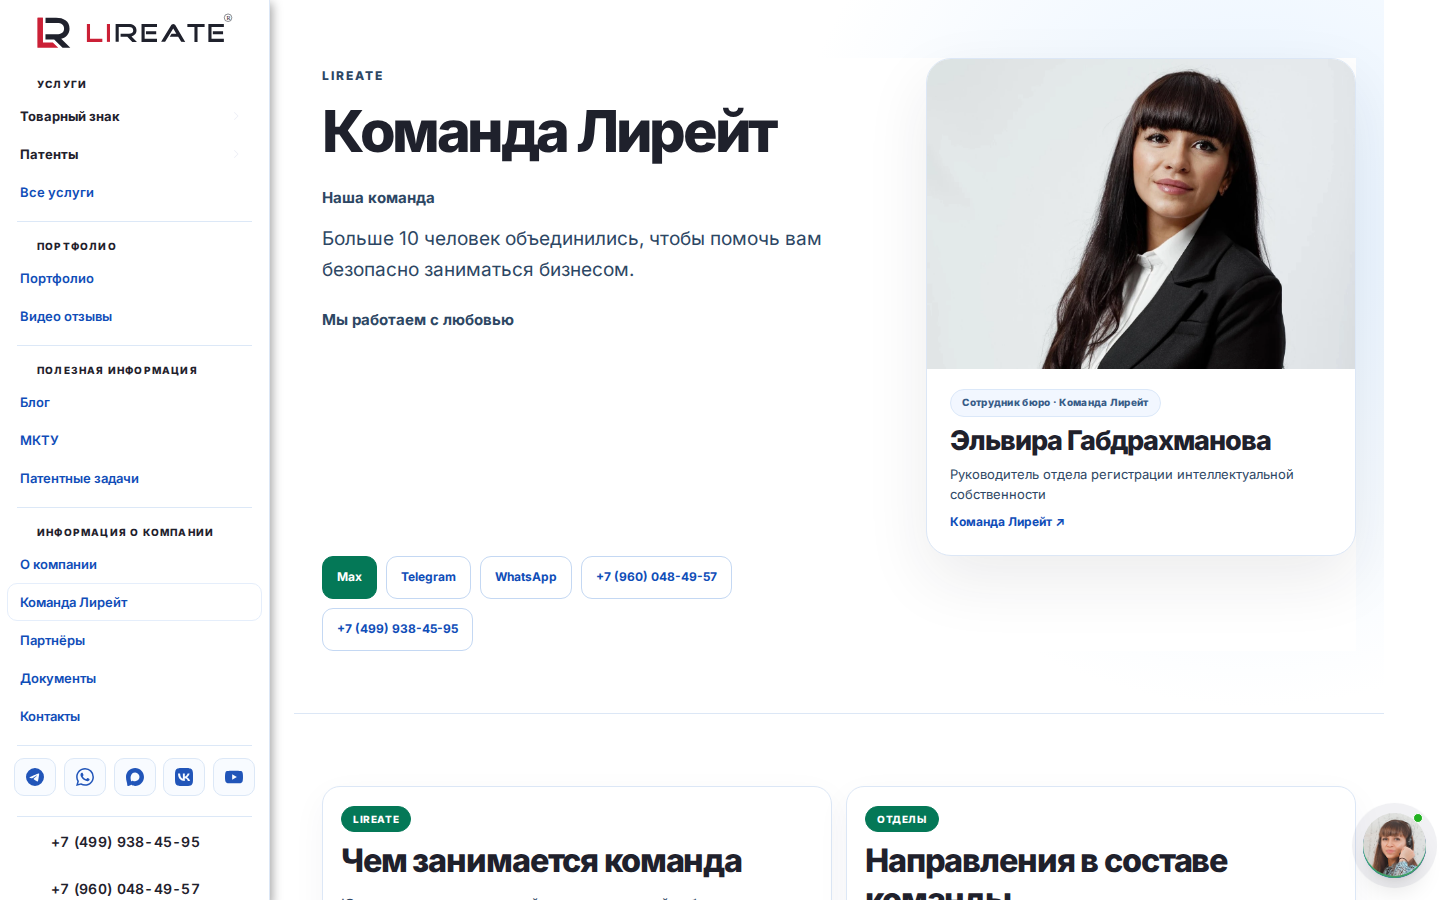 LIREATE®
УСЛУГИ
Товарный знак
Патенты
Все услуги
ПОРТФОЛИО
Портфолио
Видео отзывы
ПОЛЕЗНАЯ ИНФОРМАЦИЯ
Блог
МКТУ
Патентные задачи
ИНФОРМАЦИЯ О КОМПАНИИ
О компании
Команда Лирейт
Партнёры
Документы
Контакты
+7 (499) 938-45-95
+7 (960) 048-49-57
LIREATE
Команда Лирейт
Наша команда
Больше 10 человек объединились, чтобы помочь вам
безопасно заниматься бизнесом.
Мы работаем с любовью
Max
Telegram
WhatsApp
+7 (960) 048-49-57
+7 (499) 938-45-95
Сотрудник бюро · Команда Лирейт
Эльвира Габдрахманова
Руководитель отдела регистрации интеллектуальной
собственности
Команда Лирейт ↗
LIREATE
Чем занимается команда
ОТДЕЛЫ
Направления в составе
команды